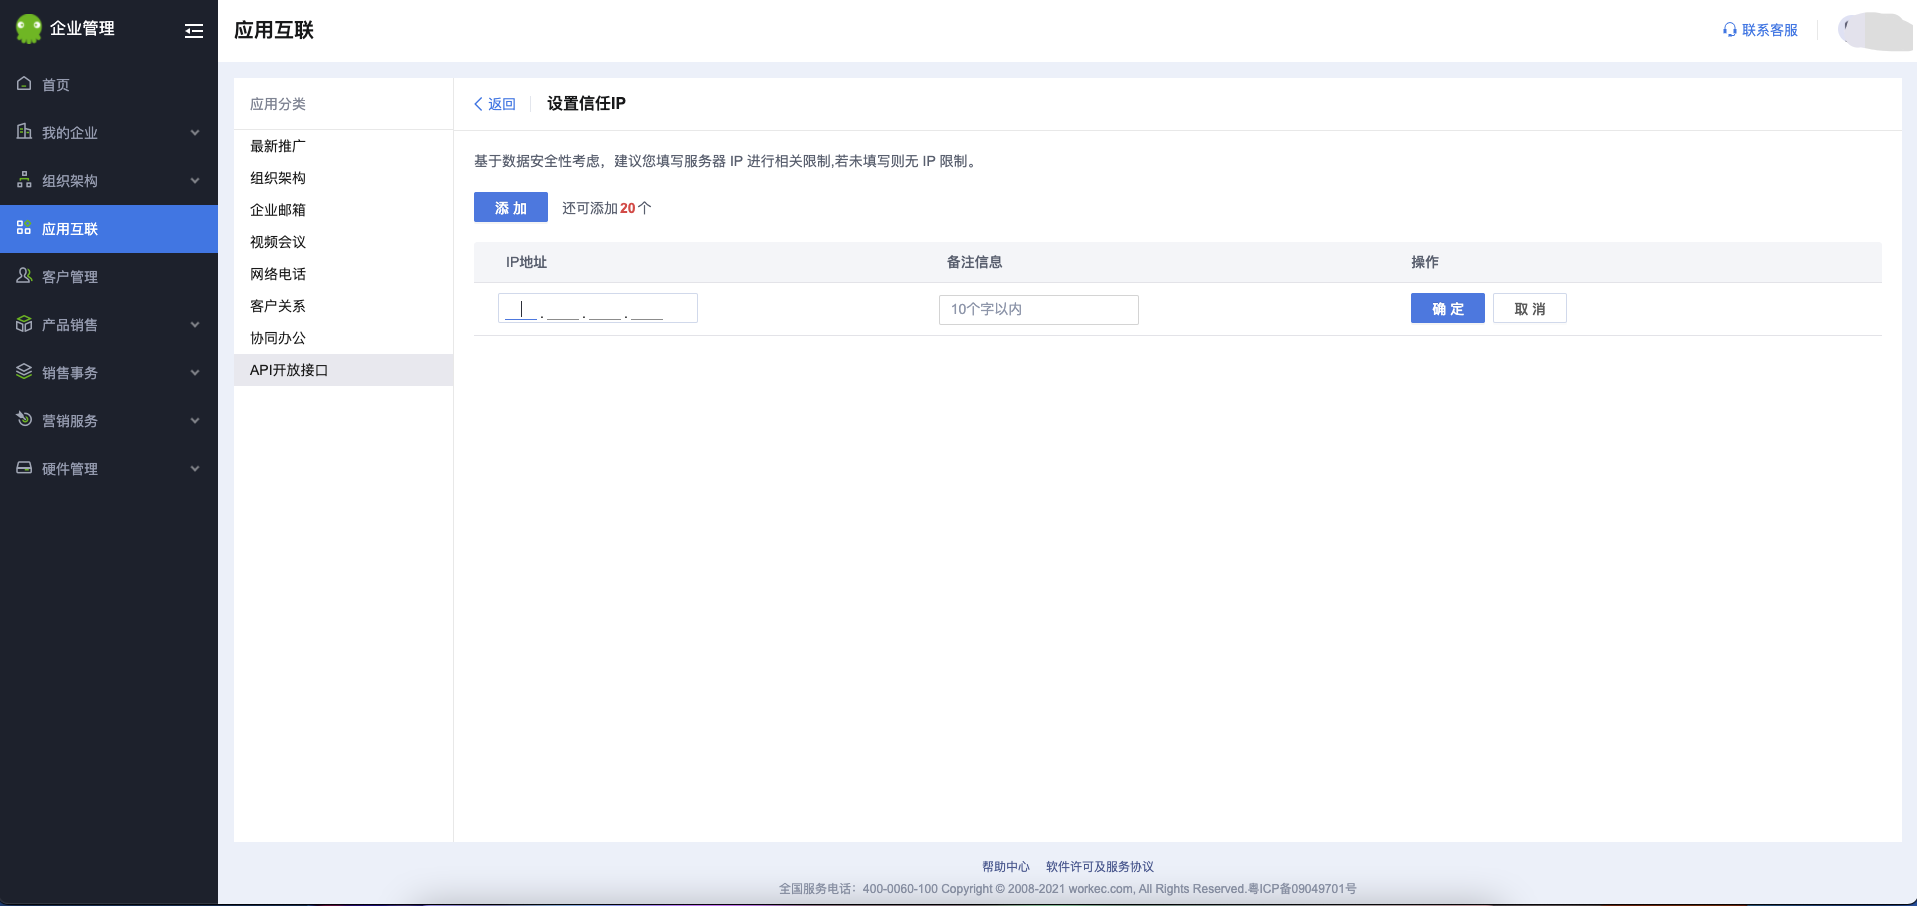 企业管理
首页
我的企业
组织架构
应用互联
客户管理
产品销售
销售事务
营销服务
硬件管理
应用互联
联系客服
应用分类
最新推广
组织架构
企业邮箱
视频会议
网络电话
客户关系
协同办公
API开放接口
返回 设置信任IP
基于数据安全性考虑，建议您填写服务器 IP 进行相关限制,若未填写则无 IP 限制。
添 加 还可添加20个
IP地址 备注信息 操作
____.____.____.____ 10个字以内 确 定 取 消
帮助中心 软件许可及服务协议
全国服务电话：400-0060-100 Copyright © 2008-2021 workec.com, All Rights Reserved.粤ICP备09049701号